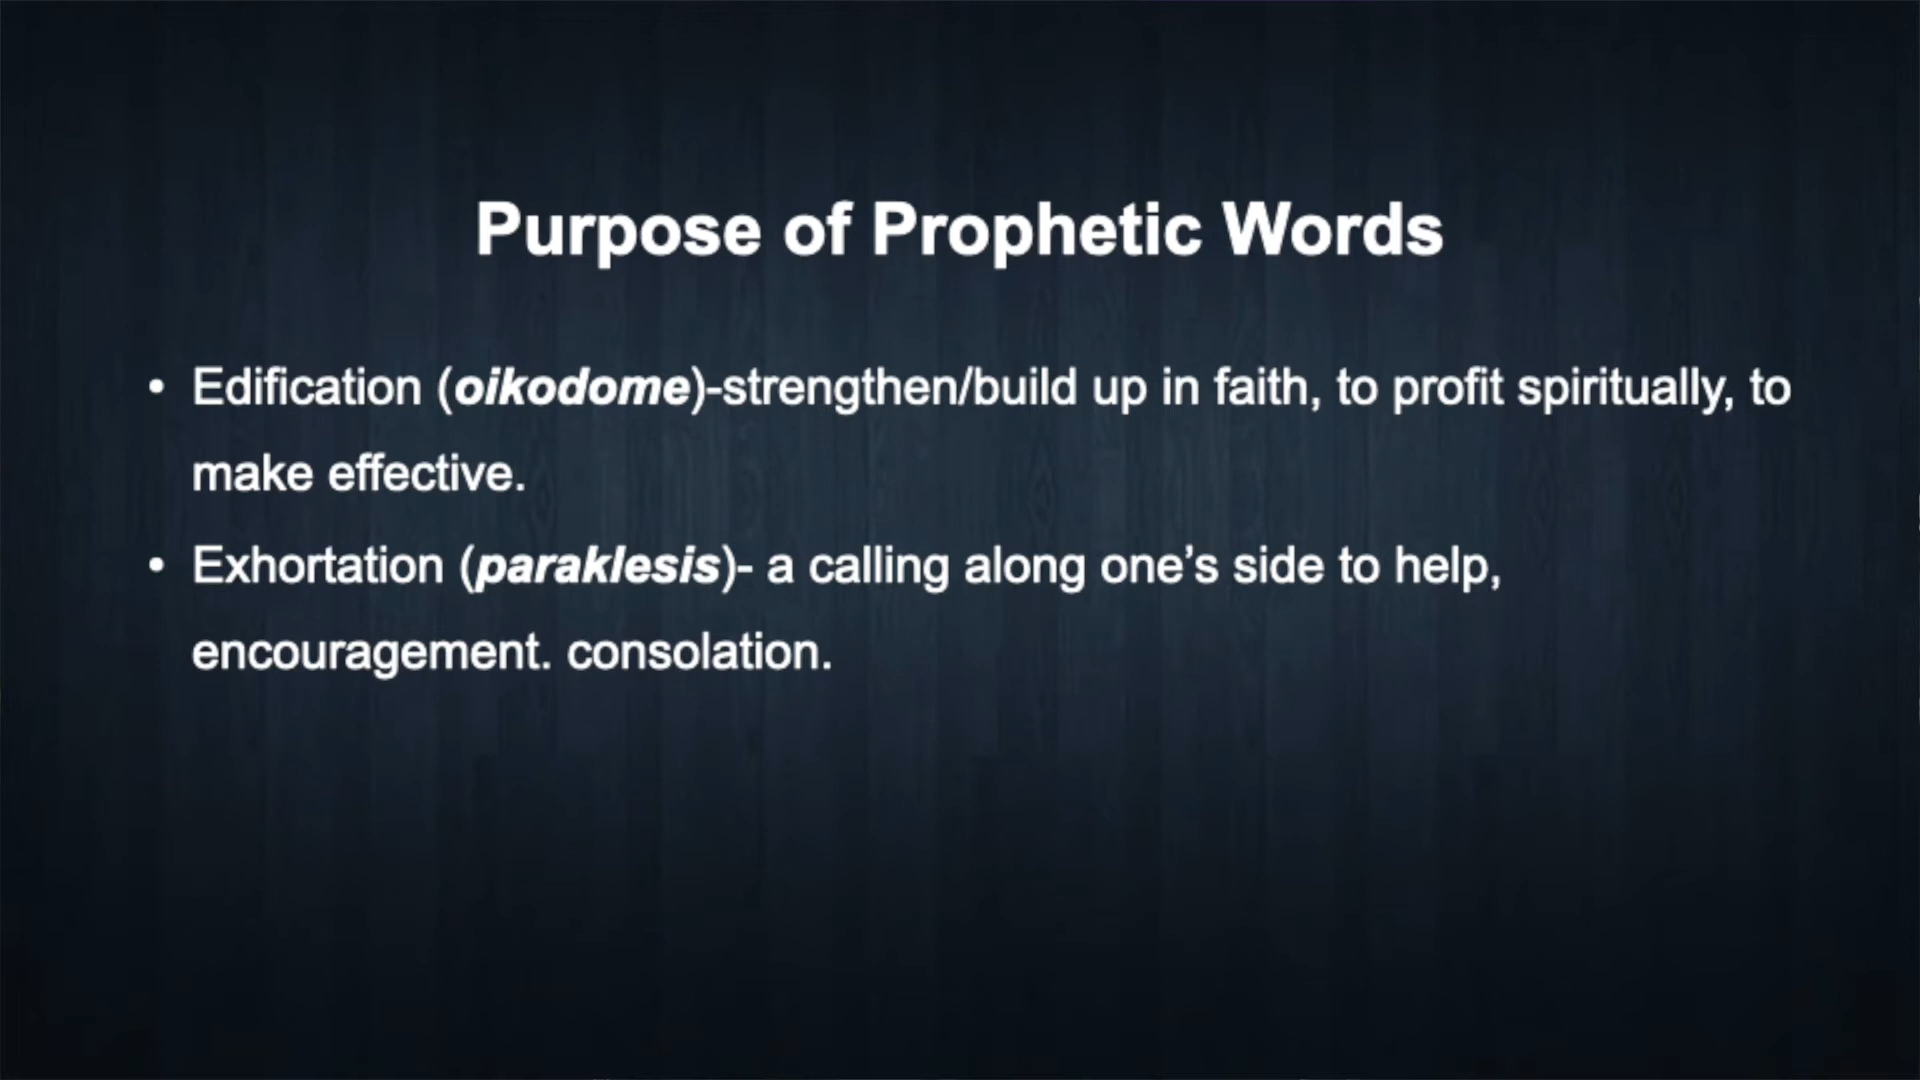 Purpose of Prophetic Words
• Edification (oikodome)-strengthen/build up in faith, to profit spiritually, to
make effective.
• Exhortation (paraklesis)- a calling along one’s side to help,
encouragement. consolation.